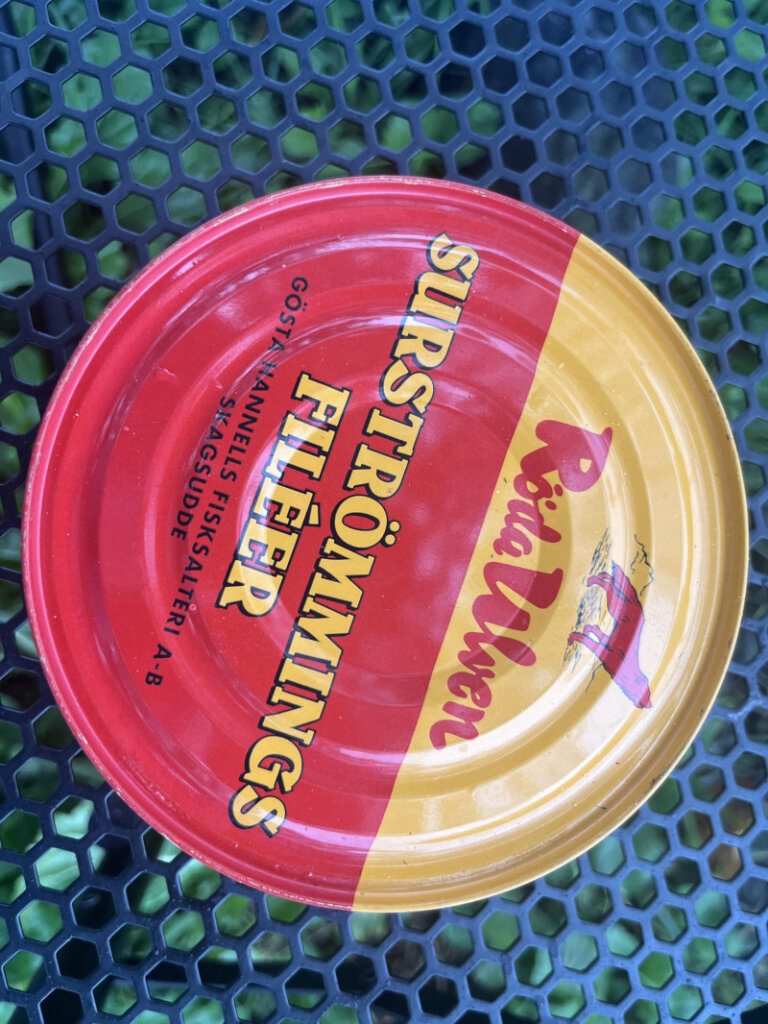 Röda Ulven
SURSTRÖMMINGS
FILÉER
GÖSTA HANNELLS FISKSALTERI A-B
SKAGSUDDE